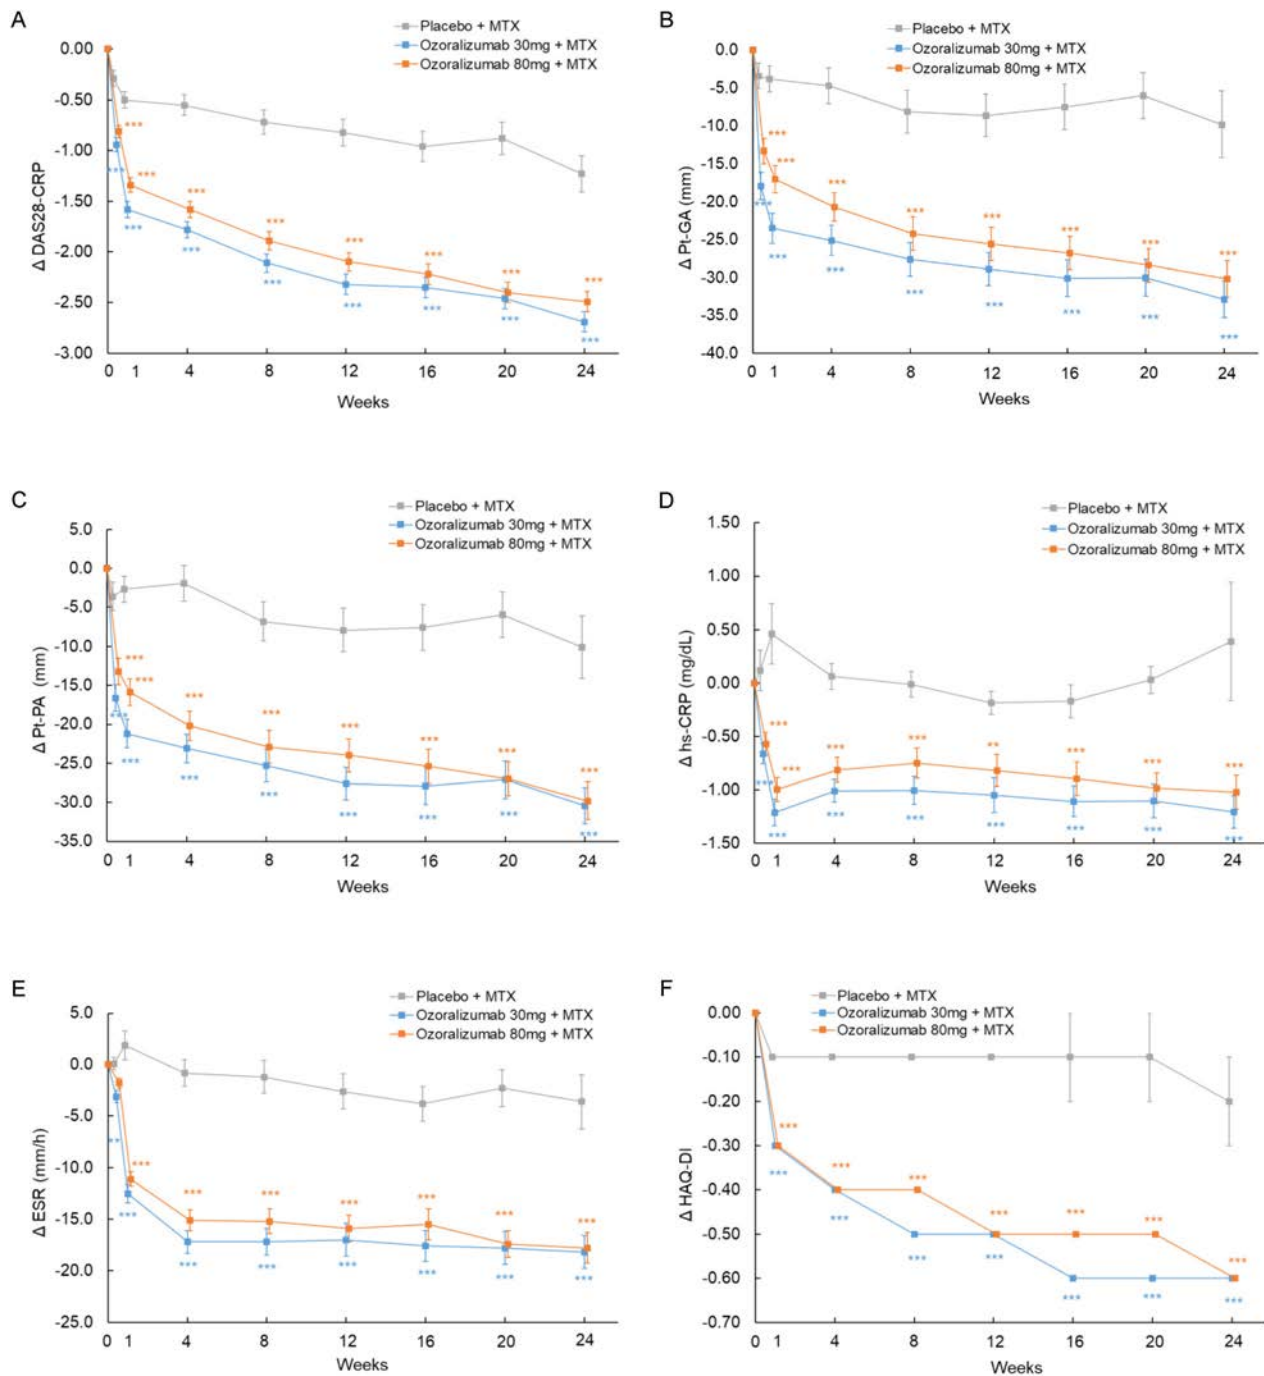 A
Placebo + MTX
Ozoralizumab 30mg + MTX
Ozoralizumab 80mg + MTX
0.00
-0.50
-1.00
-1.50
-2.00
-2.50
-3.00
Δ DAS28-CRP
*** *** *** *** *** *** *** ***
*** *** *** *** *** *** *** ***
0 1 4 8 12 16 20 24
Weeks
B
Placebo + MTX
Ozoralizumab 30mg + MTX
Ozoralizumab 80mg + MTX
0.0
-5.0
-10.0
-15.0
-20.0
-25.0
-30.0
-35.0
-40.0
Δ Pt-GA (mm)
*** *** *** *** *** *** *** ***
*** *** *** *** *** *** *** ***
0 1 4 8 12 16 20 24
Weeks
C
Placebo + MTX
Ozoralizumab 30mg + MTX
Ozoralizumab 80mg + MTX
5.0
0.0
-5.0
-10.0
-15.0
-20.0
-25.0
-30.0
-35.0
Δ Pt-PA (mm)
*** *** *** *** *** *** *** ***
*** *** *** *** *** *** *** ***
0 1 4 8 12 16 20 24
Weeks
D
Placebo + MTX
Ozoralizumab 30mg + MTX
Ozoralizumab 80mg + MTX
1.50
1.00
0.50
0.00
-0.50
-1.00
-1.50
Δ hs-CRP (mg/dL)
*** *** *** *** ** *** *** ***
*** *** *** *** *** *** *** ***
0 1 4 8 12 16 20 24
Weeks
E
Placebo + MTX
Ozoralizumab 30mg + MTX
Ozoralizumab 80mg + MTX
5.0
0.0
-5.0
-10.0
-15.0
-20.0
-25.0
Δ ESR (mm/h)
*** *** *** *** *** *** ***
** *** *** *** *** *** *** ***
0 1 4 8 12 16 20 24
Weeks
F
Placebo + MTX
Ozoralizumab 30mg + MTX
Ozoralizumab 80mg + MTX
0.00
-0.10
-0.20
-0.30
-0.40
-0.50
-0.60
-0.70
Δ HAQ-DI
*** *** *** *** *** *** ***
*** *** *** *** *** *** ***
0 1 4 8 12 16 20 24
Weeks